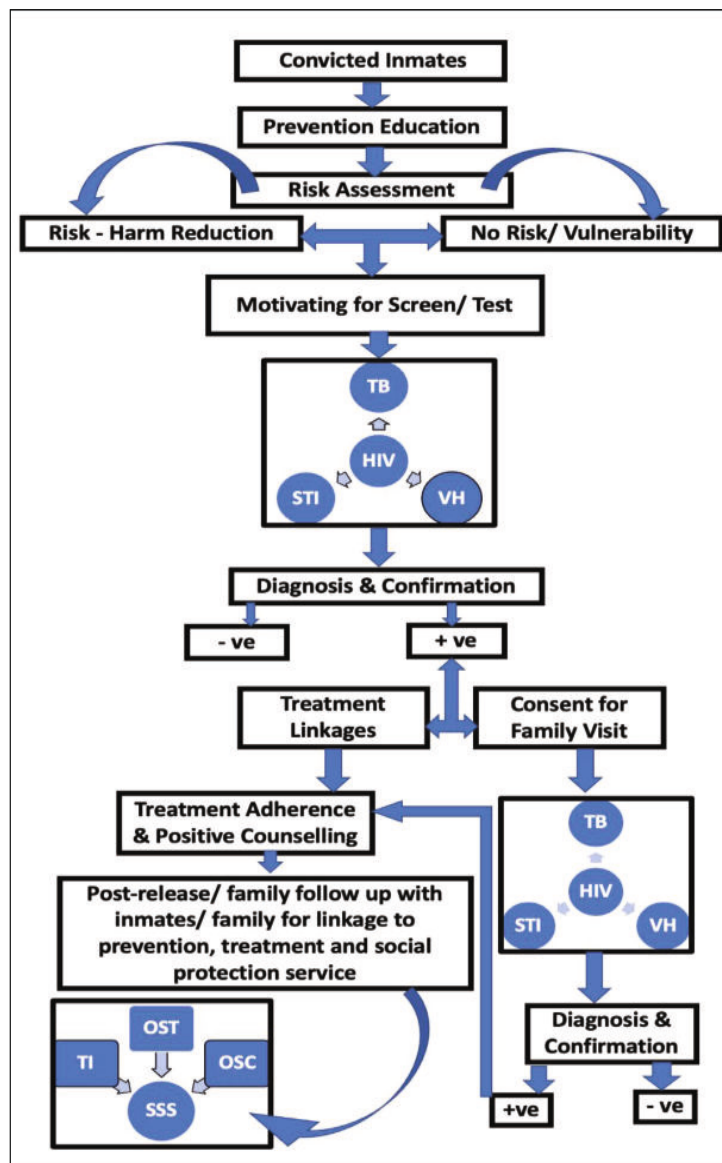 Convicted Inmates
Prevention Education
Risk Assessment
Risk - Harm Reduction
No Risk/ Vulnerability
Motivating for Screen/ Test
TB
HIV
STI
VH
Diagnosis & Confirmation
- ve
+ ve
Treatment
Linkages
Consent for
Family Visit
Treatment Adherence
& Positive Counselling
TB
HIV
STI
VH
Post-release/ family follow up with
inmates/ family for linkage to
prevention, treatment and social
protection service
Diagnosis &
Confirmation
+ve
- ve
OST
TI
OSC
SSS